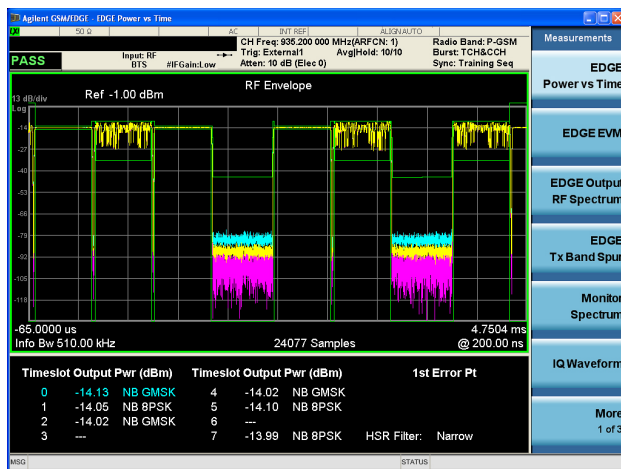 Agilent GSM/EDGE - EDGE Power vs Time
LXI 50 Ω AC INT REF ALIGN AUTO
CH Freq: 935.200 000 MHz(ARFCN: 1) Radio Band: P-GSM
Trig: External1 Avg|Hold: 10/10 Burst: TCH&CCH
PASS Input: RF BTS #IFGain:Low Atten: 10 dB (Elec 0) Sync: Training Seq
RF Envelope
13 dB/div Ref -1.00 dBm
Log
-14
-27
-40
-53
-66
-79
-92
-105
-118
-65.0000 us 4.7504 ms
Info Bw 510.00 kHz 24077 Samples @ 200.00 ns
Timeslot Output Pwr (dBm) Timeslot Output Pwr (dBm) 1st Error Pt
0 -14.13 NB GMSK 4 -14.02 NB GMSK
1 -14.05 NB 8PSK 5 -14.10 NB 8PSK
2 -14.02 NB GMSK 6 ---
3 --- 7 -13.99 NB 8PSK HSR Filter: Narrow
MSG STATUS
Measurements
EDGE
Power vs Time
EDGE EVM
EDGE Output
RF Spectrum
EDGE
Tx Band Spur
Monitor
Spectrum
IQ Waveform
More
1 of 3